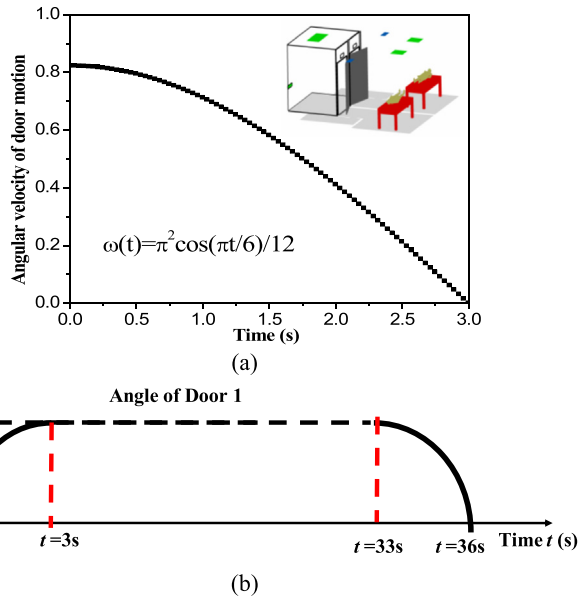 1.0
0.8
0.6
0.4
0.2
0.0
Angular velocity of door motion
ω(t)=π²cos(πt/6)/12
0.0 0.5 1.0 1.5 2.0 2.5 3.0
Time (s)
(a)
Angle of Door 1
t =3s t =33s t=36s Time t (s)
(b)